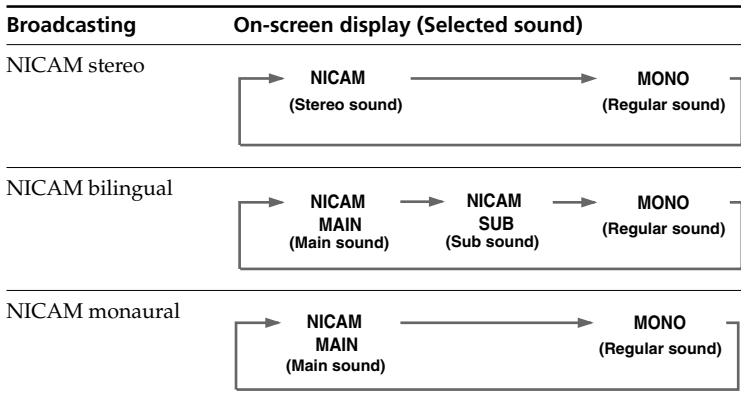 Broadcasting On-screen display (Selected sound)
NICAM stereo
NICAM MONO
(Stereo sound) (Regular sound)
NICAM bilingual
NICAM NICAM MONO
MAIN SUB (Regular sound)
(Main sound) (Sub sound)
NICAM monaural
NICAM MONO
MAIN (Regular sound)
(Main sound)